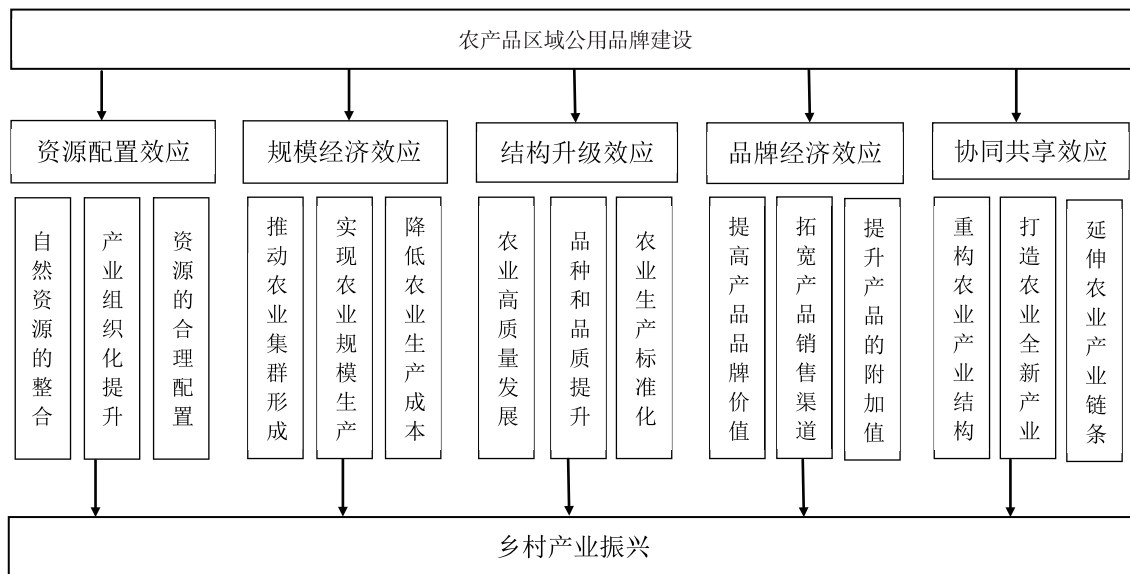 农产品区域公用品牌建设
资源配置效应
规模经济效应
结构升级效应
品牌经济效应
协同共享效应
自然资源的整合
产业组织化提升
资源的合理配置
推动农业集群形成
实现农业规模生产
降低农业生产成本
农业高质量发展
品种和品质提升
农业生产标准化
提高产品品牌价值
拓宽产品销售渠道
提升产品的附加值
重构农业产业结构
打造农业全新产业
延伸农业产业链条
乡村产业振兴